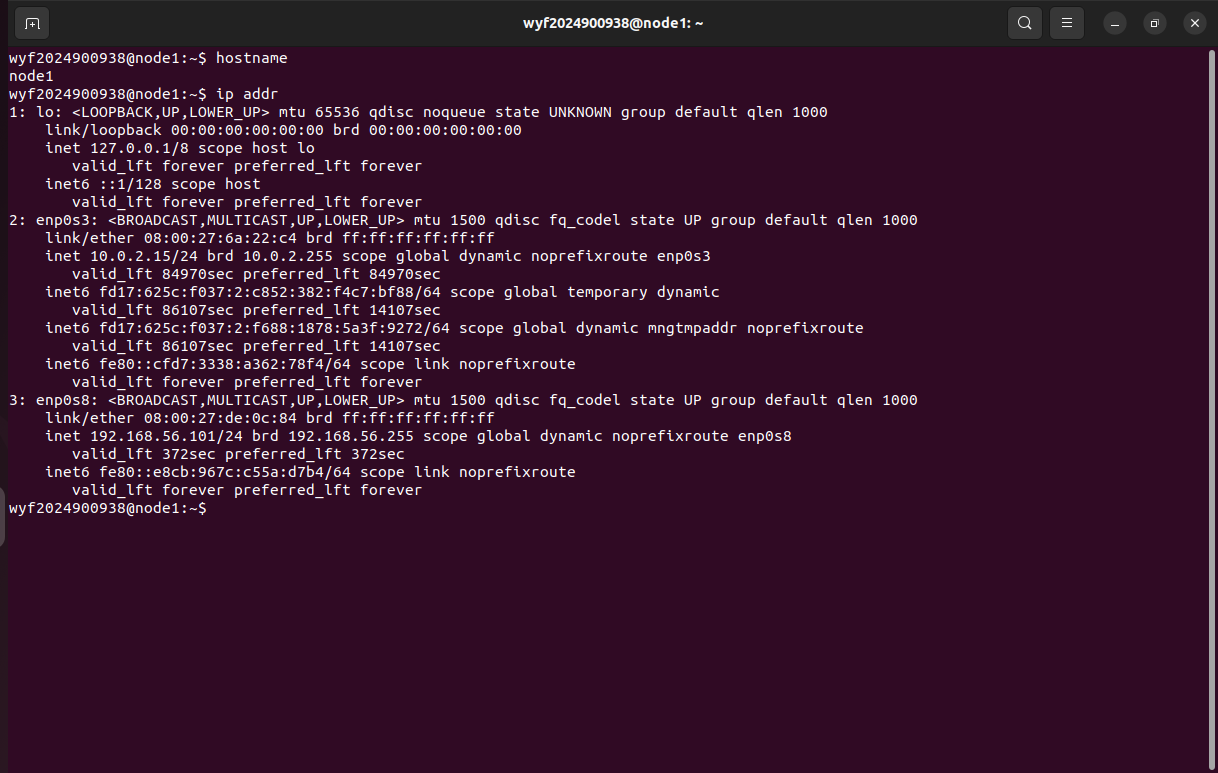 wyf2024900938@node1: ~
wyf2024900938@node1:~$ hostname
node1
wyf2024900938@node1:~$ ip addr
1: lo: <LOOPBACK,UP,LOWER_UP> mtu 65536 qdisc noqueue state UNKNOWN group default qlen 1000
    link/loopback 00:00:00:00:00:00 brd 00:00:00:00:00:00
    inet 127.0.0.1/8 scope host lo
       valid_lft forever preferred_lft forever
    inet6 ::1/128 scope host
       valid_lft forever preferred_lft forever
2: enp0s3: <BROADCAST,MULTICAST,UP,LOWER_UP> mtu 1500 qdisc fq_codel state UP group default qlen 1000
    link/ether 08:00:27:6a:22:c4 brd ff:ff:ff:ff:ff:ff
    inet 10.0.2.15/24 brd 10.0.2.255 scope global dynamic noprefixroute enp0s3
       valid_lft 84970sec preferred_lft 84970sec
    inet6 fd17:625c:f037:2:c852:382:f4c7:bf88/64 scope global temporary dynamic
       valid_lft 86107sec preferred_lft 14107sec
    inet6 fd17:625c:f037:2:f688:1878:5a3f:9272/64 scope global dynamic mngtmpaddr noprefixroute
       valid_lft 86107sec preferred_lft 14107sec
    inet6 fe80::cfd7:3338:a362:78f4/64 scope link noprefixroute
       valid_lft forever preferred_lft forever
3: enp0s8: <BROADCAST,MULTICAST,UP,LOWER_UP> mtu 1500 qdisc fq_codel state UP group default qlen 1000
    link/ether 08:00:27:de:0c:84 brd ff:ff:ff:ff:ff:ff
    inet 192.168.56.101/24 brd 192.168.56.255 scope global dynamic noprefixroute enp0s8
       valid_lft 372sec preferred_lft 372sec
    inet6 fe80::e8cb:967c:c55a:d7b4/64 scope link noprefixroute
       valid_lft forever preferred_lft forever
wyf2024900938@node1:~$